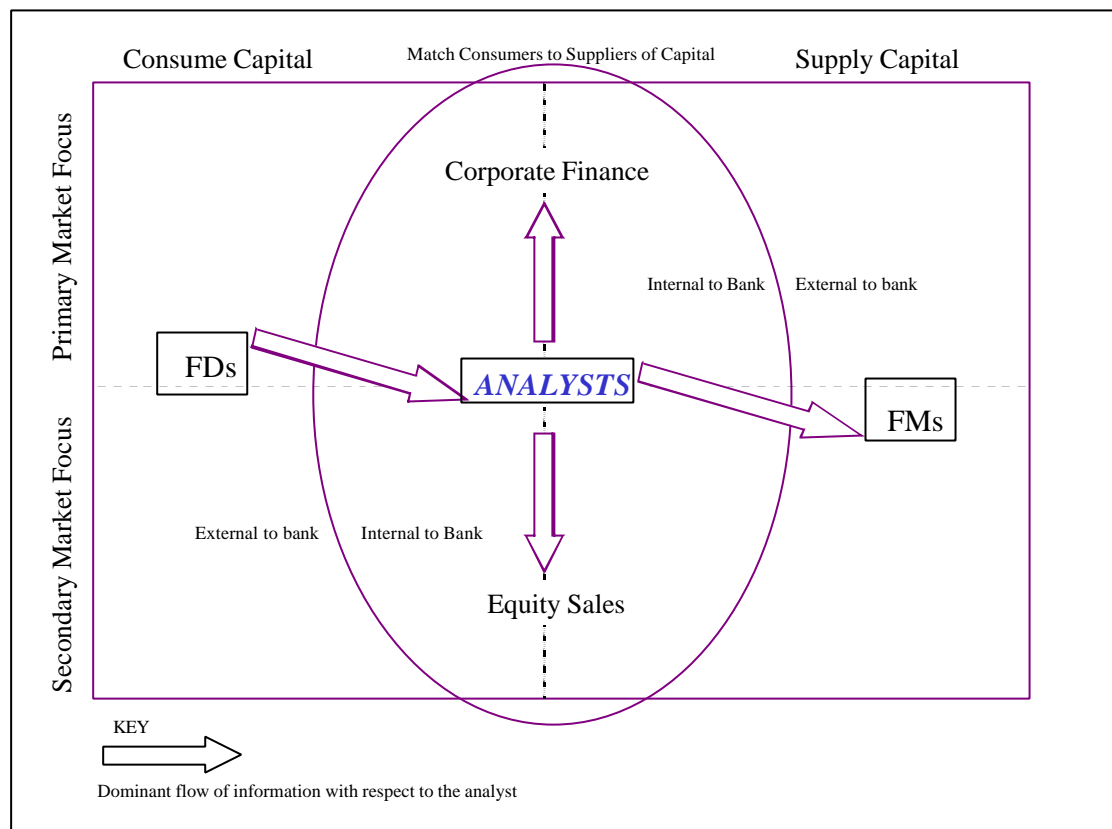 Consume Capital
Match Consumers to Suppliers of Capital
Supply Capital
Primary Market Focus
Corporate Finance
Internal to Bank
External to bank
FDs
ANALYSTS
FMs
Secondary Market Focus
External to bank
Internal to Bank
Equity Sales
KEY
Dominant flow of information with respect to the analyst